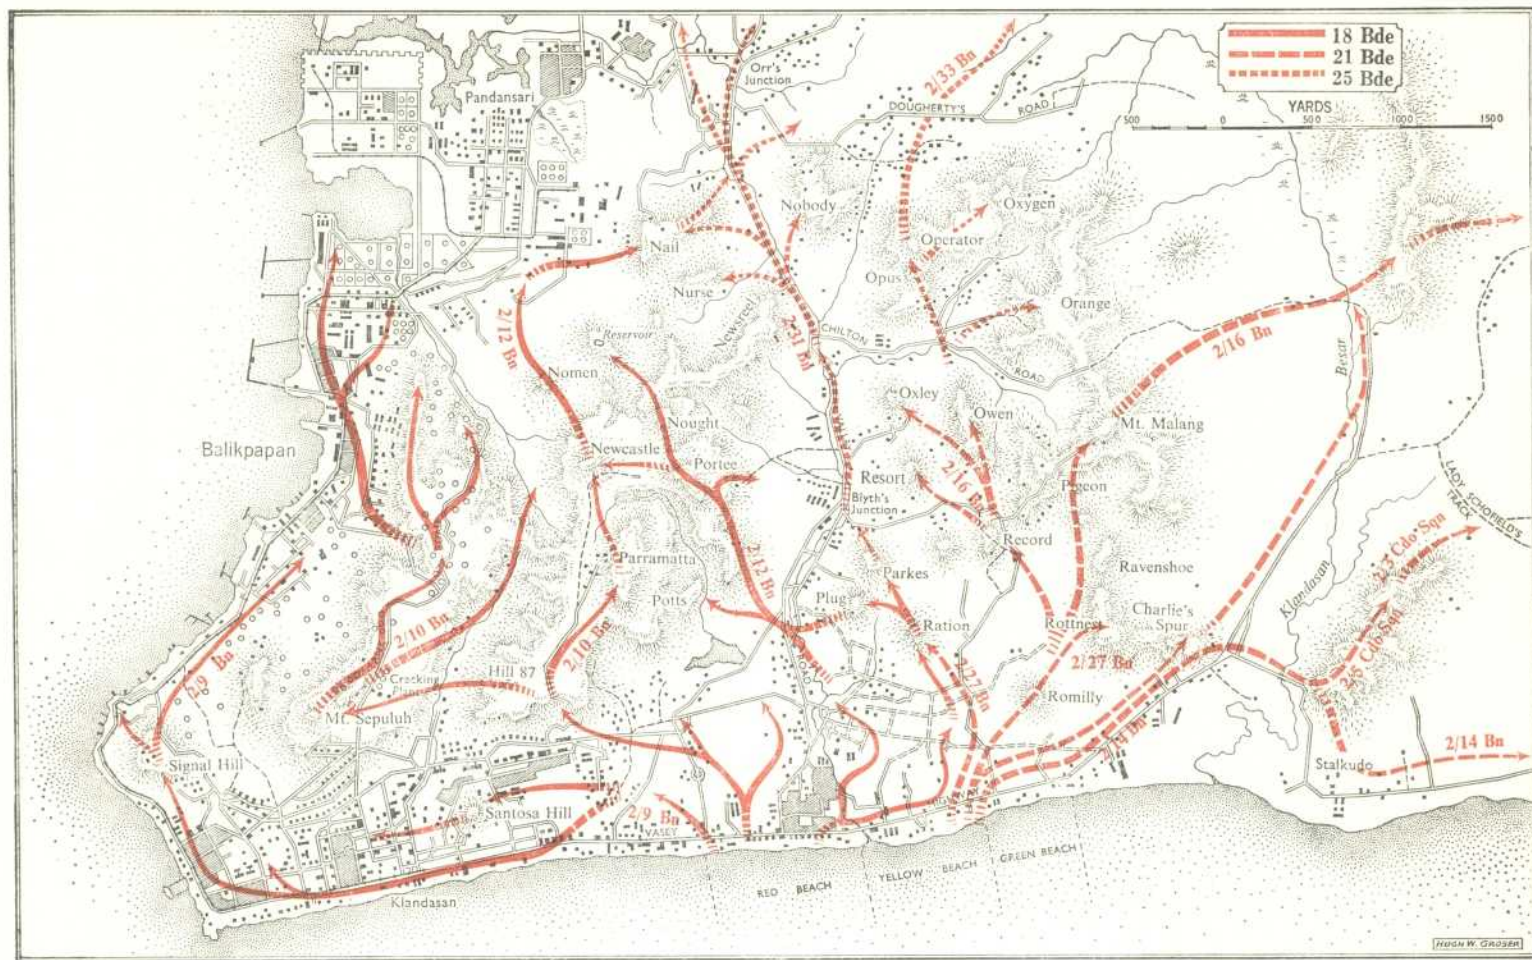 18 Bde
21 Bde
25 Bde
YARDS
500 0 500 1000 1500
Orr's
Junction
2/33 Bn
DOUGHERTY'S
ROAD
Pandansari
Nobody
Oxygen
Operator
Nail
Opus
Nurse
Orange
Newsreel
2/31 Bn
CHILTON
ROAD
2/12 Bn
Reservoir
2/16 Bn
Besar
Nomen
Oxley
Owen
Mt. Malang
Nought
Balikpapan
Newcastle
Portee
VALLEY
Resort
2/16 Bn
Pigeon
Blyth's
Junction
LADY SCHOFIELD'S
TRACK
Record
2/3 Cdo Sqn
Parramatta
2/12 Bn
Parkes
Ravenshoe
Klandasan
Potts
Plug
Charlie's
Spur
Ration
Rottnest
2/10 Bn
2/10 Bn
2/5 Cdo Sqn
2/27 Bn
Hill 87
Cracking
Plant
ROAD
2/27 Bn
2/9 Bn
Romilly
Mt. Sepuluh
2/14 Bn
2/14 Bn
Signal Hill
Stalkudo
Santosa Hill
2/9 Bn
VASEY
Klandasan
RED BEACH
YELLOW BEACH
GREEN BEACH
HUGH W. GROSER